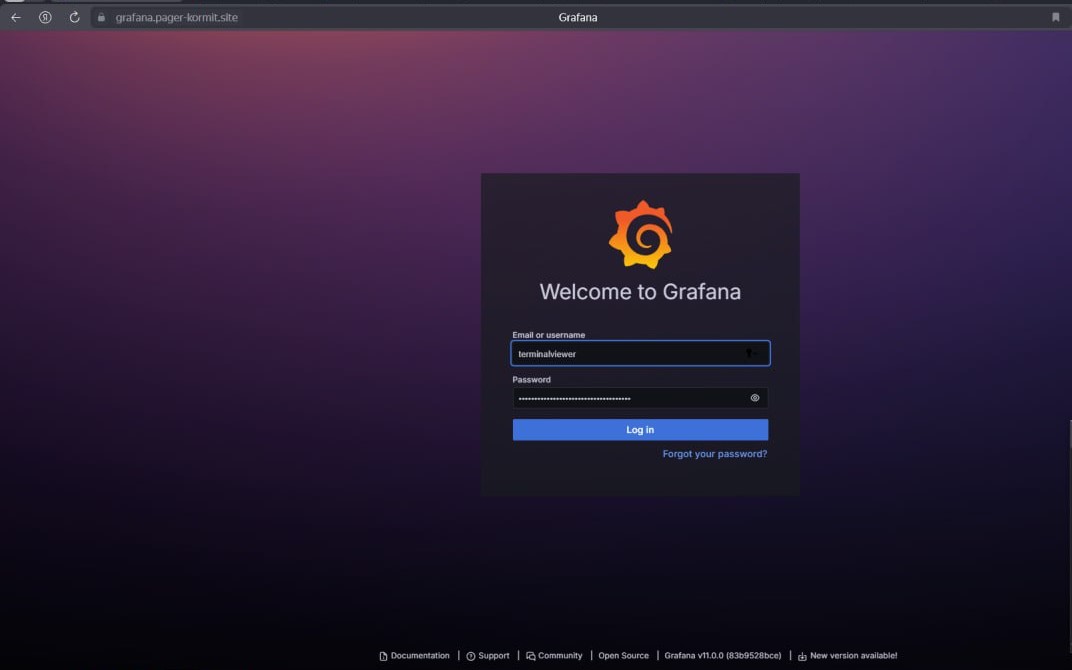 grafana.pager-kormit.site
Grafana
Welcome to Grafana
Email or username
terminalviewer
Password
Log in
Forgot your password?
Documentation | Support | Community | Open Source | Grafana v11.0.0 (83b9528bce) | New version available!